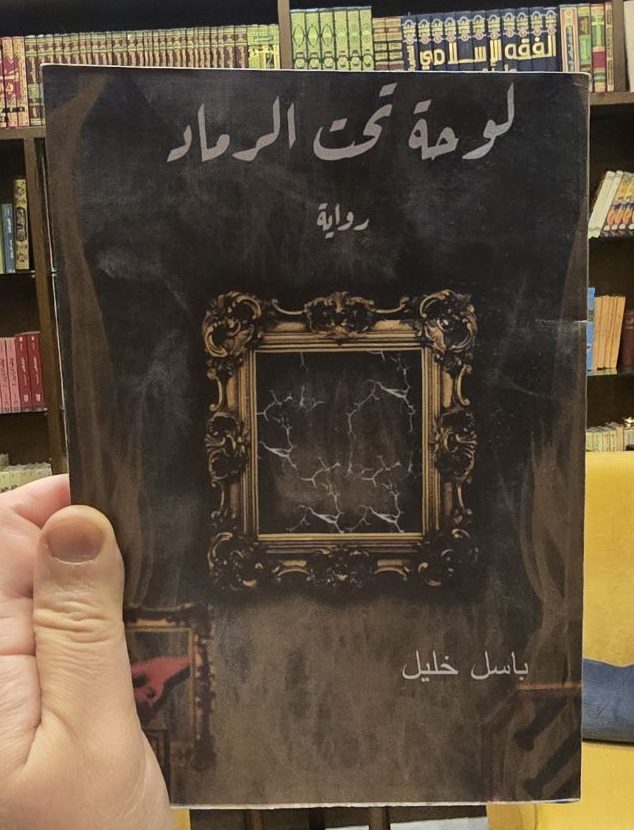 الفقه الإسلامي
لوحة تحت الرماد
رواية
باسل خليل